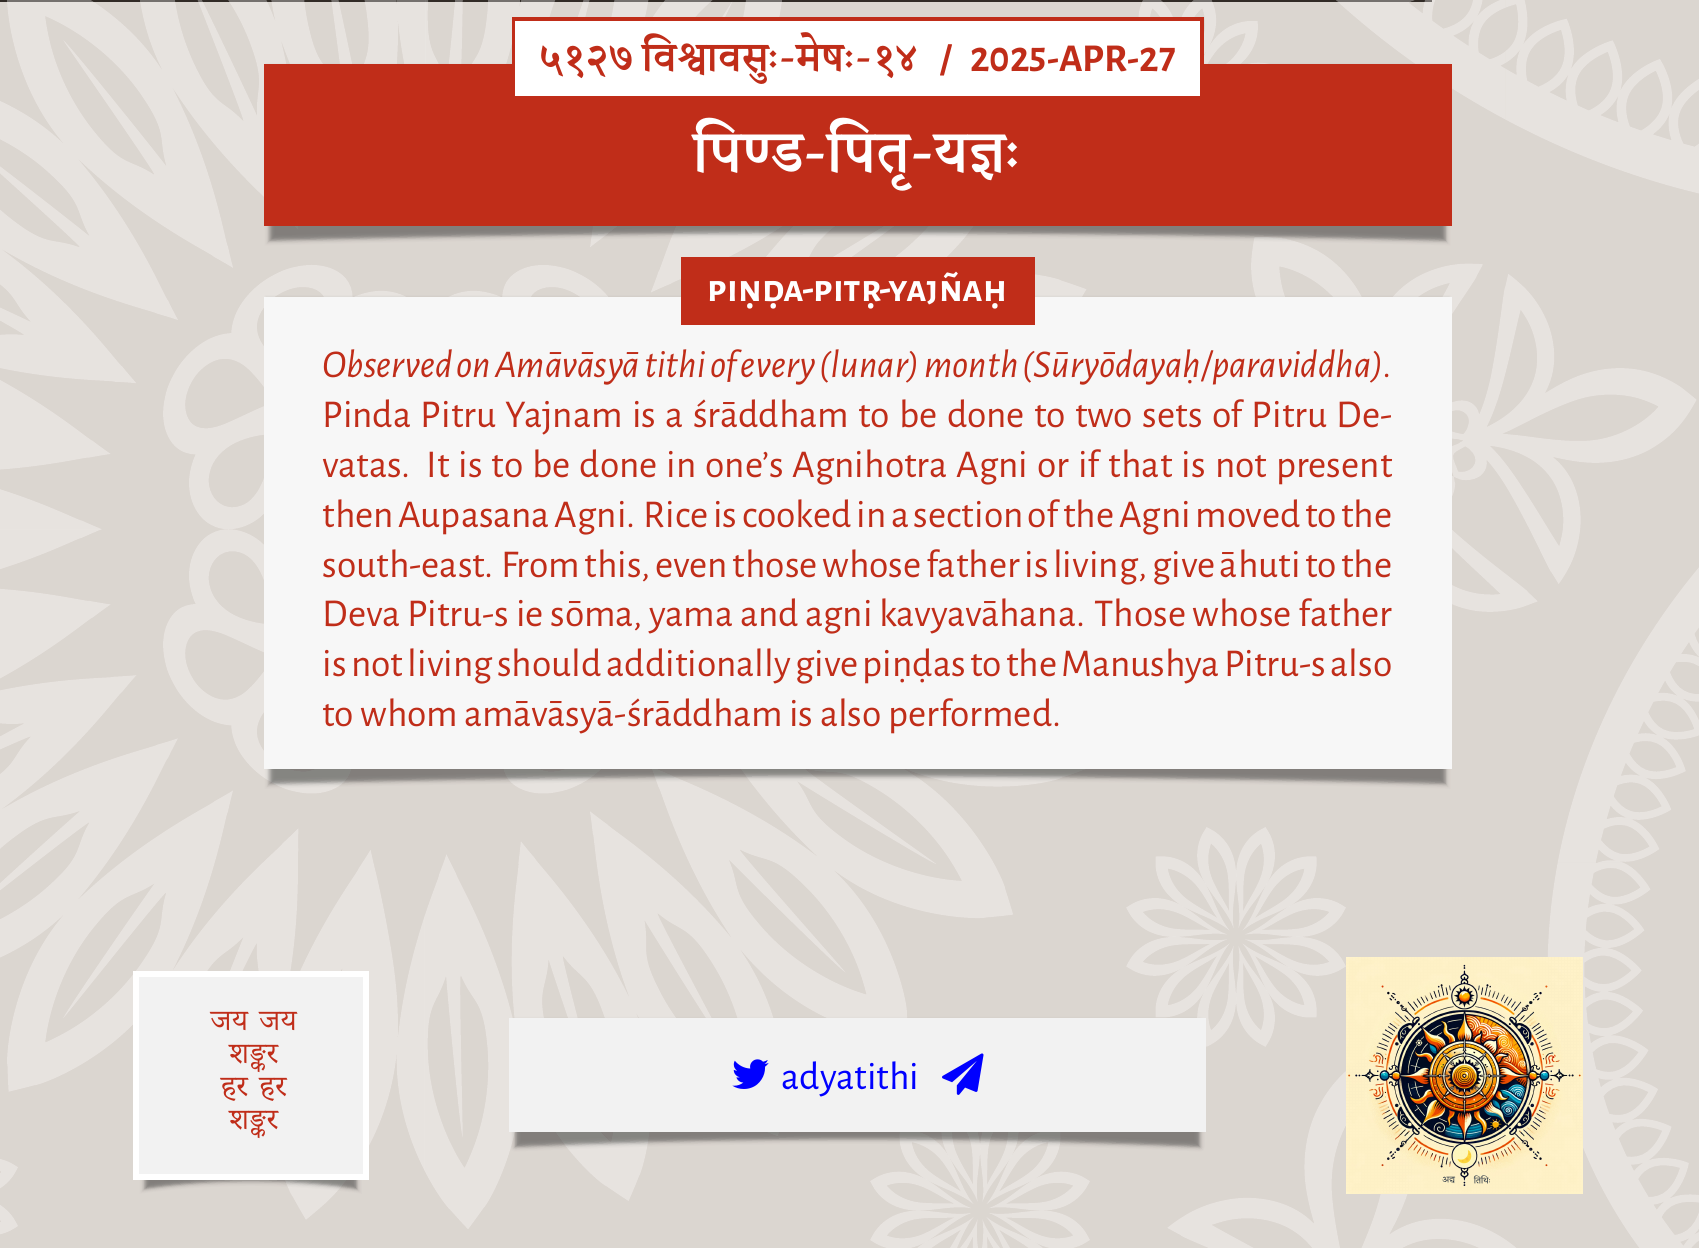 ५१२७ विश्वावसुः-मेषः-१४ / 2025-APR-27
पिण्ड-पितृ-यज्ञः
PIṆḌA-PITṚ-YAJÑAḤ
Observed on Amāvāsyā tithi of every (lunar) month (Sūryōdayaḥ/paraviddha).
Pinda Pitru Yajnam is a śrāddham to be done to two sets of Pitru De-
vatas. It is to be done in one’s Agnihotra Agni or if that is not present
then Aupasana Agni. Rice is cooked in a section of the Agni moved to the
south-east. From this, even those whose father is living, give āhuti to the
Deva Pitru-s ie sōma, yama and agni kavyavāhana. Those whose father
is not living should additionally give piṇḍas to the Manushya Pitru-s also
to whom amāvāsyā-śrāddham is also performed.
जय जय
शङ्कर
हर हर
शङ्कर
adyatithi
अद्य तिथिः